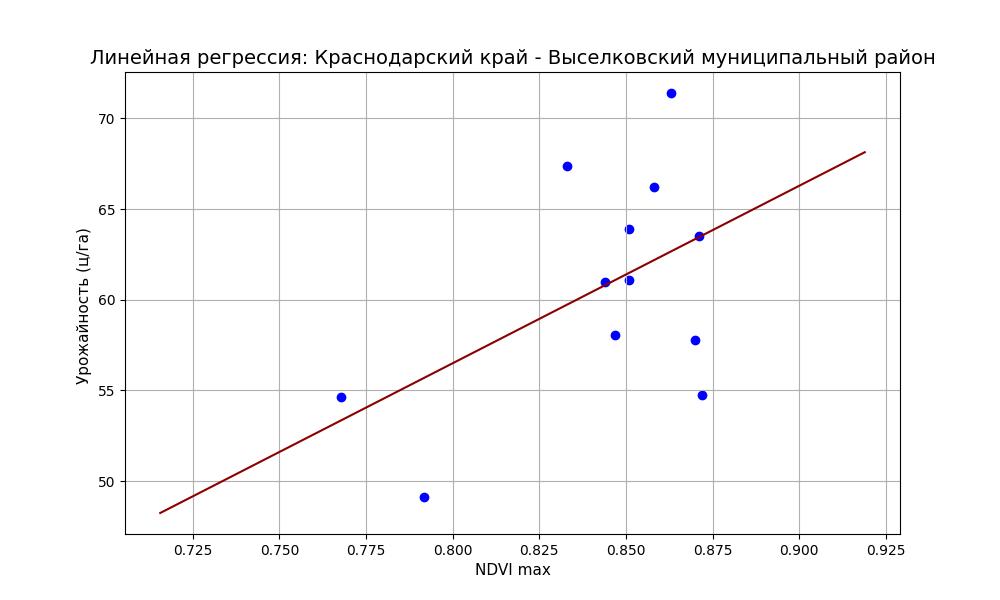 Линейная регрессия: Краснодарский край - Выселковский муниципальный район
Урожайность (ц/га)
70
65
60
55
50
0.725 0.750 0.775 0.800 0.825 0.850 0.875 0.900 0.925
NDVI max